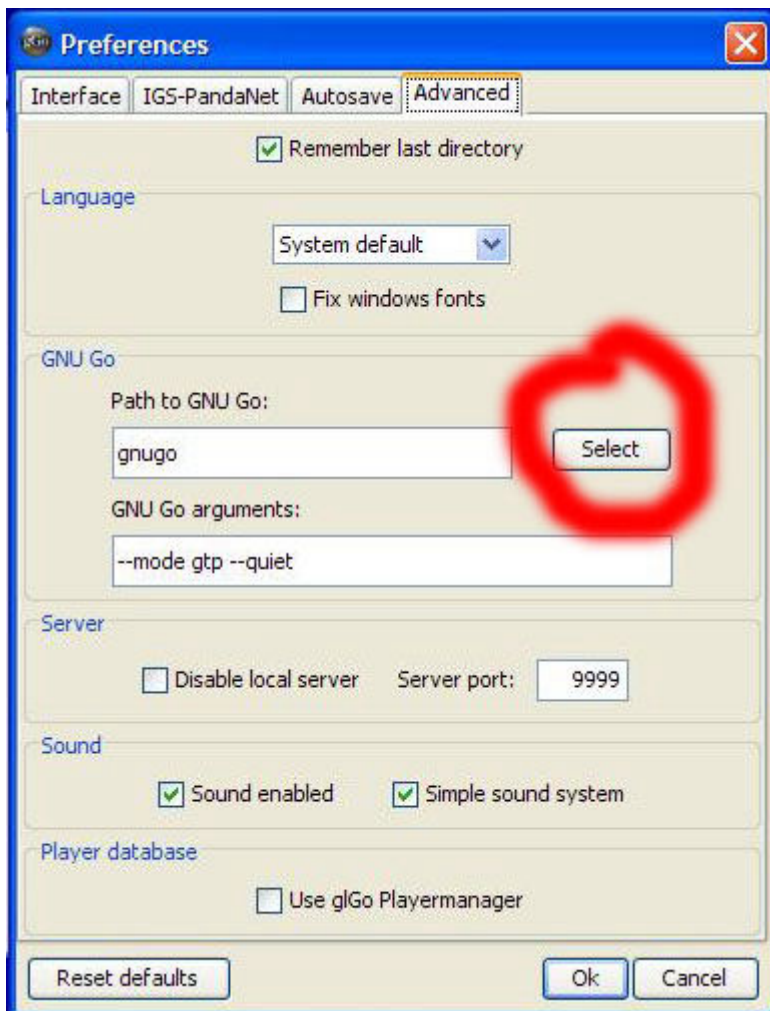 Preferences
Interface IGS-PandaNet Autosave Advanced
Remember last directory
Language
System default
Fix windows fonts
GNU Go
Path to GNU Go:
gnugo Select
GNU Go arguments:
--mode gtp --quiet
Server
Disable local server Server port: 9999
Sound
Sound enabled Simple sound system
Player database
Use glGo Playermanager
Reset defaults Ok Cancel